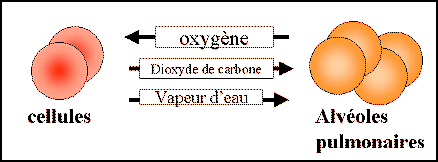 oxygène
Dioxyde de carbone
Vapeur d'eau
cellules
Alvéoles
pulmonaires